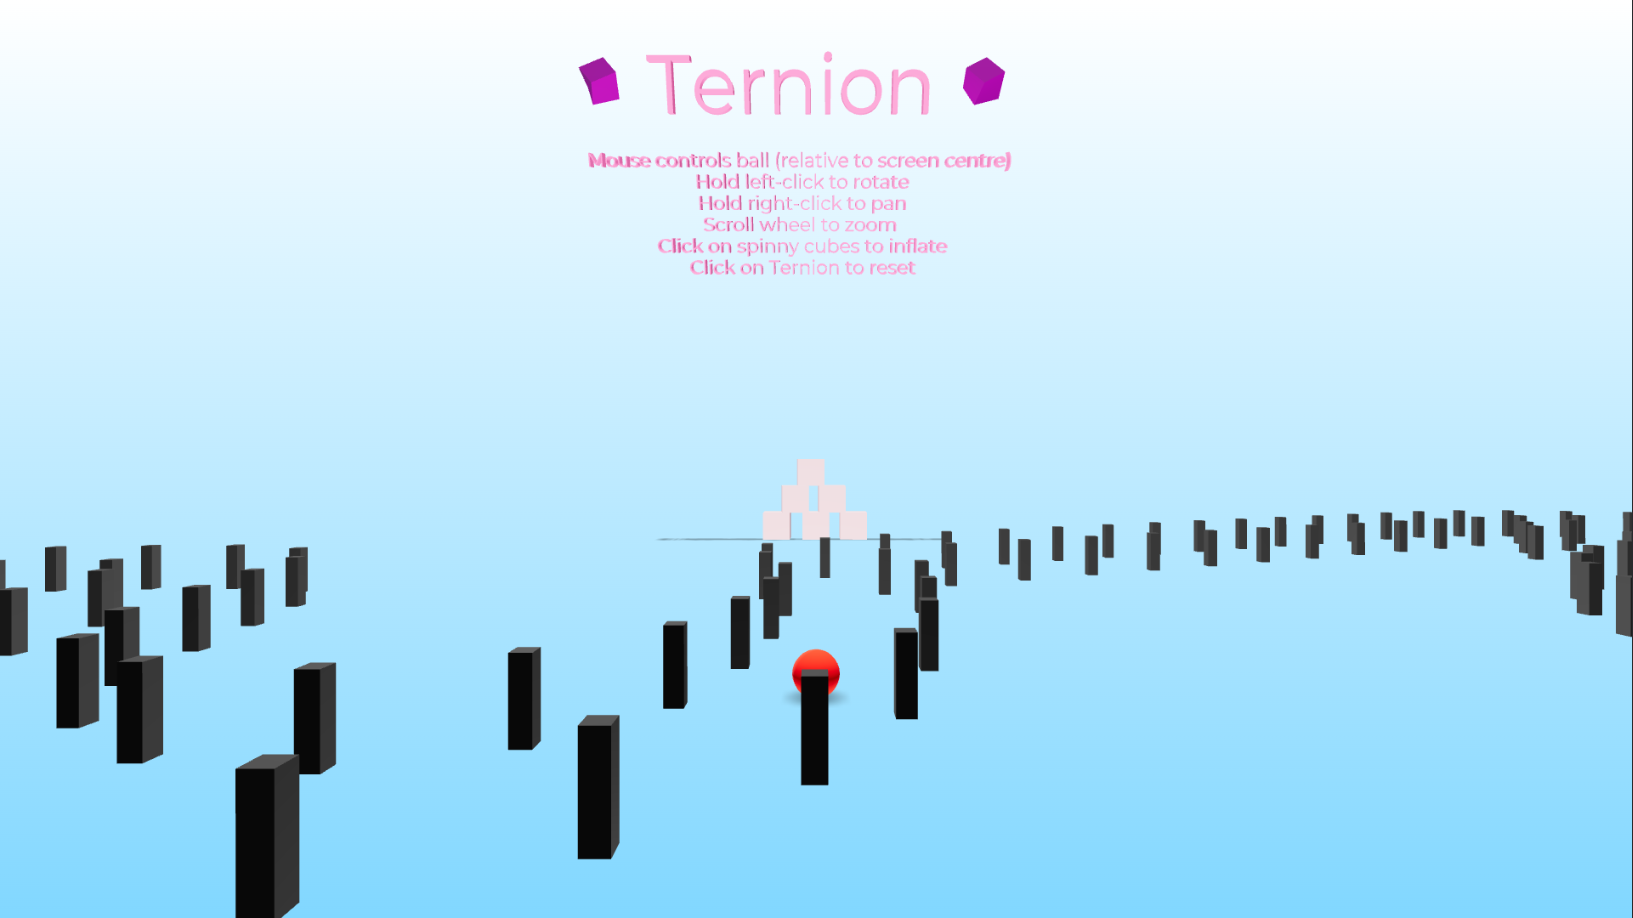 Ternion
Mouse controls ball (relative to screen centre)
Hold left-click to rotate
Hold right-click to pan
Scroll wheel to zoom
Click on spinny cubes to inflate
Click on Ternion to reset